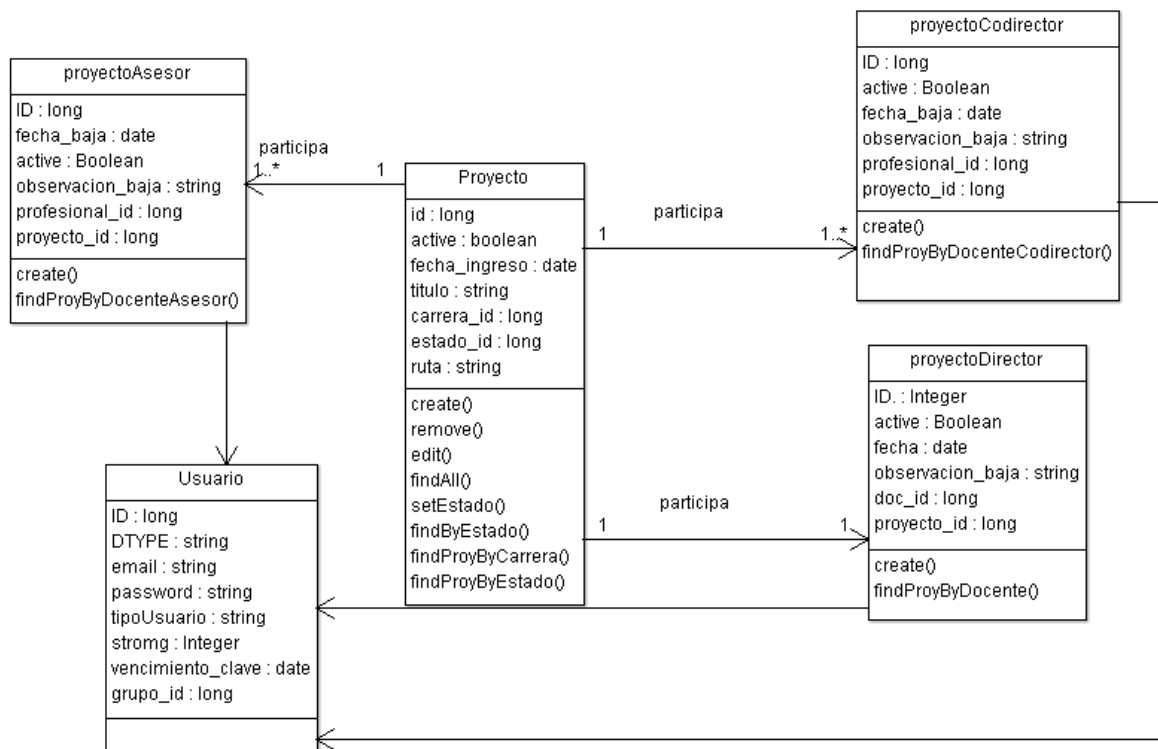 proyectoAsesor
ID : long
fecha_baja : date
active : Boolean
observacion_baja : string
profesional_id : long
proyecto_id : long
create()
findProyByDocenteAsesor()
participa
1..*
1
Proyecto
id : long
active : boolean
fecha_ingreso : date
titulo : string
carrera_id : long
estado_id : long
ruta : string
create()
remove()
edit()
findAll()
setEstado()
findByEstado()
findProyByCarrera()
findProyByEstado()
participa
1
1..*
proyectoCodirector
ID : long
active : Boolean
fecha_baja : date
observacion_baja : string
profesional_id : long
proyecto_id : long
create()
findProyByDocenteCodirector()
participa
1
1
proyectoDirector
ID. : Integer
active : Boolean
fecha : date
observacion_baja : string
doc_id : long
proyecto_id : long
create()
findProyByDocente()
Usuario
ID : long
DTYPE : string
email : string
password : string
tipoUsuario : string
stromg : Integer
vencimiento_clave : date
grupo_id : long